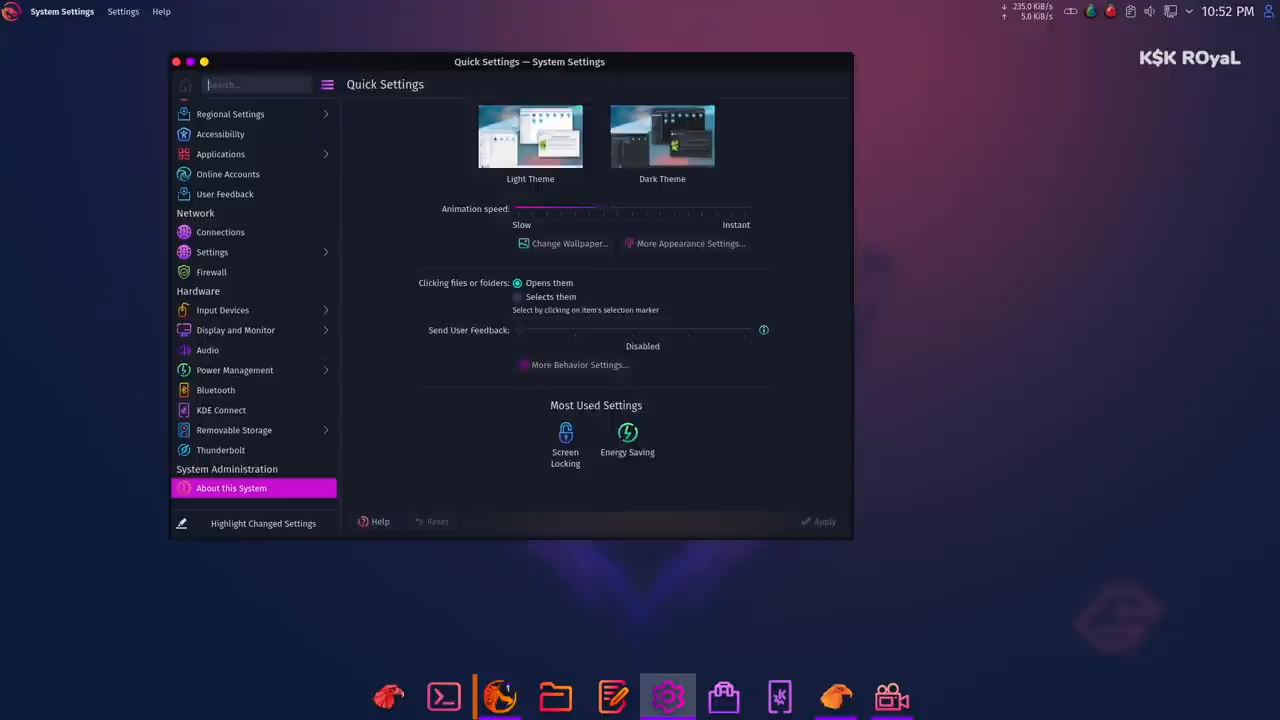 System Settings Settings Help
235.0 KiB/s
5.0 KiB/s
10:52 PM
K$K ROyaL
Quick Settings — System Settings
Search...
Quick Settings
Regional Settings
Accessibility
Applications
Online Accounts
User Feedback
Network
Connections
Settings
Firewall
Hardware
Input Devices
Display and Monitor
Audio
Power Management
Bluetooth
KDE Connect
Removable Storage
Thunderbolt
System Administration
About this System
Highlight Changed Settings
Light Theme Dark Theme
Animation speed:
Slow Instant
Change Wallpaper... More Appearance Settings...
Clicking files or folders: Opens them
Selects them
Select by clicking on item's selection marker
Send User Feedback:
Disabled
More Behavior Settings...
Most Used Settings
Screen
Locking
Energy Saving
Help Reset Apply
1